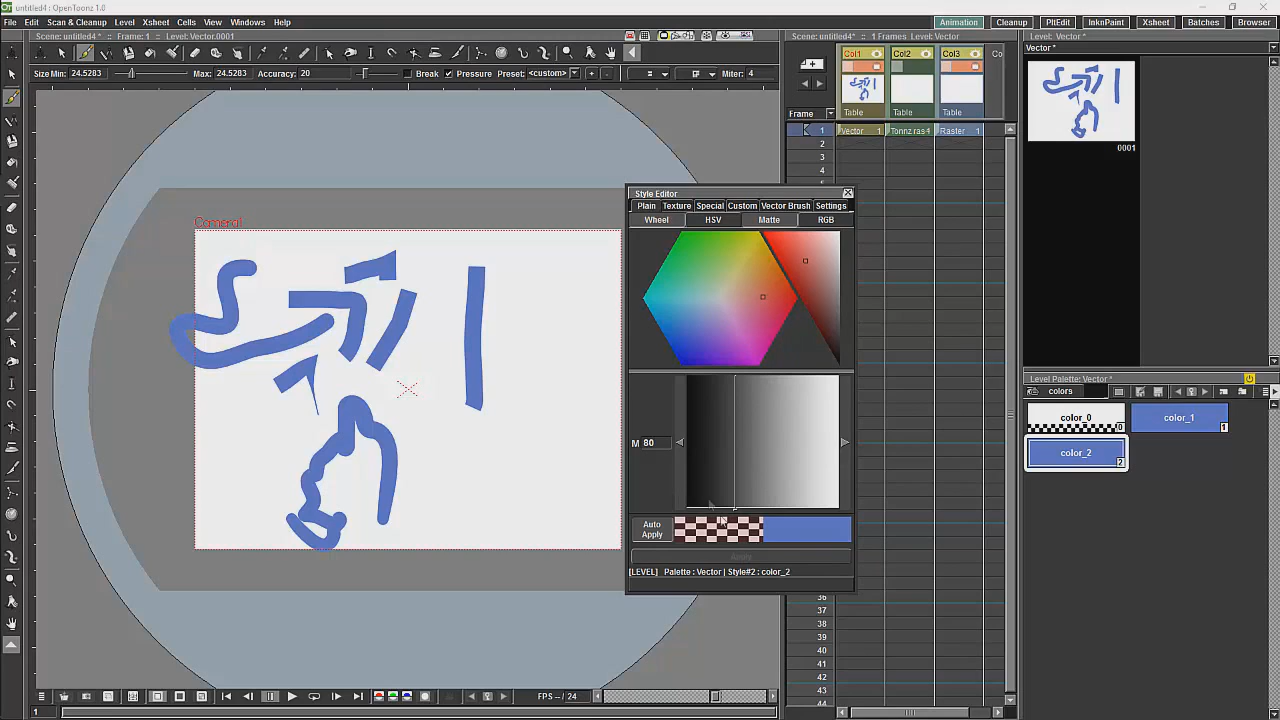 untitled4* : OpenToonz 1.0
File Edit Scan & Cleanup Level Xsheet Cells View Windows Help
Animation Cleanup PltEdit InknPaint Xsheet Batches Browser
Scene: untitled4* : Frame: 1 : Level: Vector.0001
Scene: untitled4* : 1 Frames : Level: Vector
Vector *
Size Min: 24.5283 Max: 24.5283 Accuracy: 20 Break Pressure Preset: <custom> Miter: 4
Col1 Col2 Col3 Co
Table Table Table
Frame
Vector 1
Raster 1
1
2
3
4
0001
Camera1
Style Editor
Plain Texture Special Custom Vector Brush Settings
Wheel HSV Matte RGB
M 80
Auto Apply
Apply
[LEVEL] Palette : Vector | Style#2 : color_2
Level Palette: Vector *
colors
color_0 0
color_1 1
color_2 2
36
37
38
39
40
41
42
43
44
FPS -- / 24
1